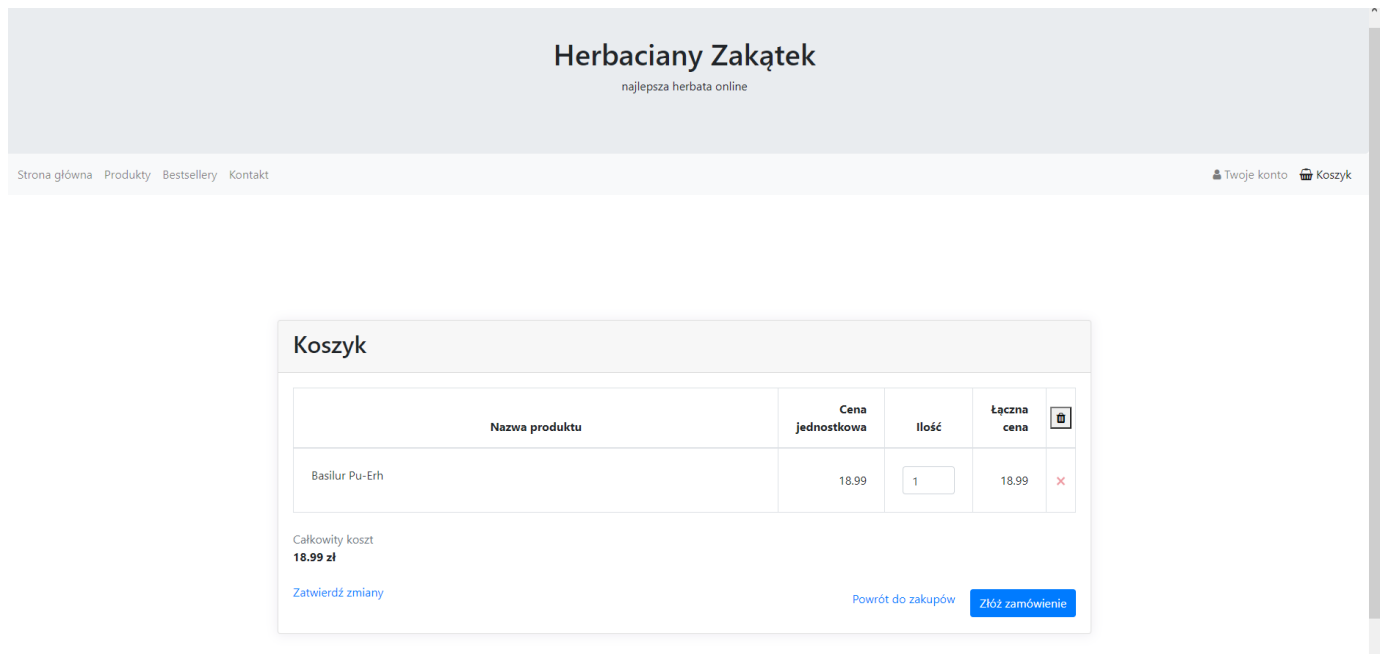 Herbaciany Zakątek
najlepsza herbata online
Strona główna Produkty Bestsellery Kontakt Twoje konto Koszyk
Koszyk
Nazwa produktu Cena jednostkowa Ilość Łączna cena
Basilur Pu-Erh 18.99 1 18.99
Całkowity koszt
18.99 zł
Zatwierdź zmiany Powrót do zakupów Złóż zamówienie